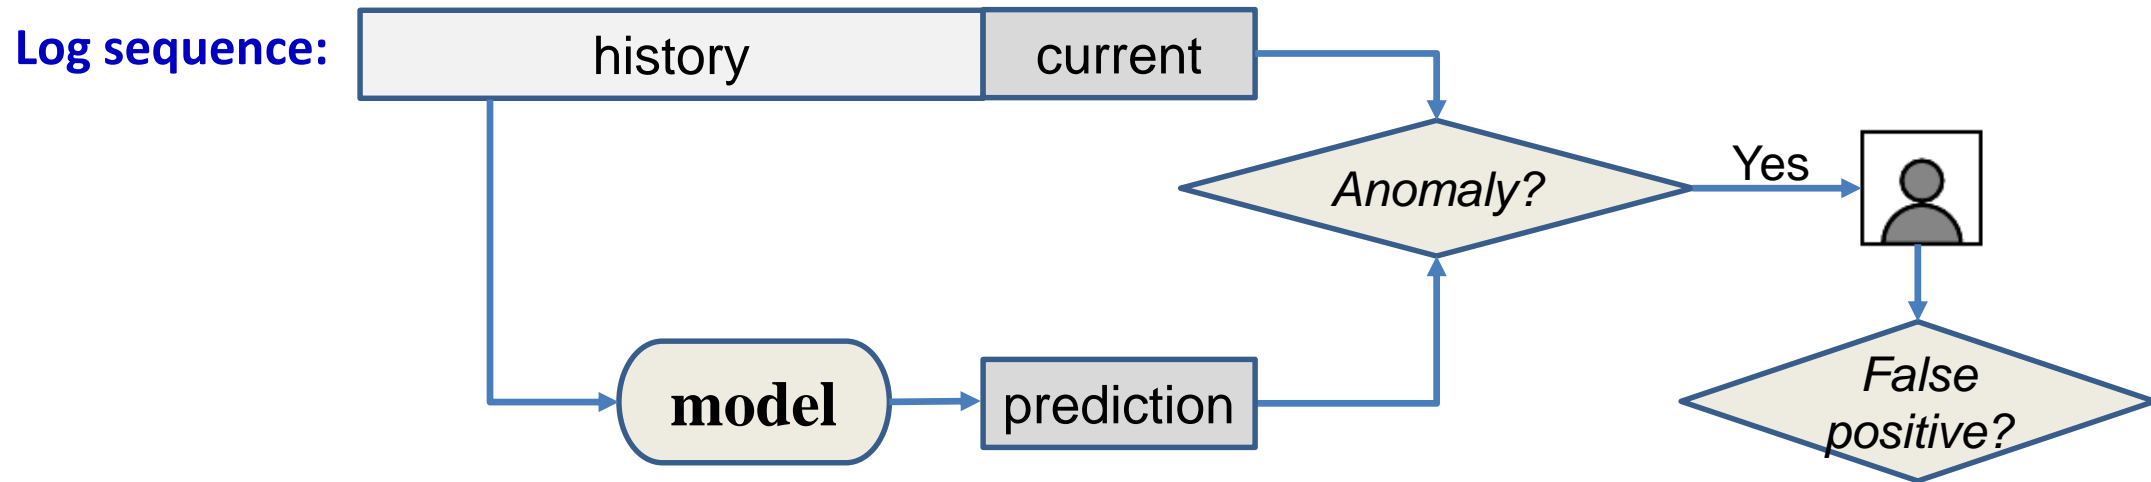 Log sequence:
history
current
Anomaly?
Yes
model
prediction
False
positive?